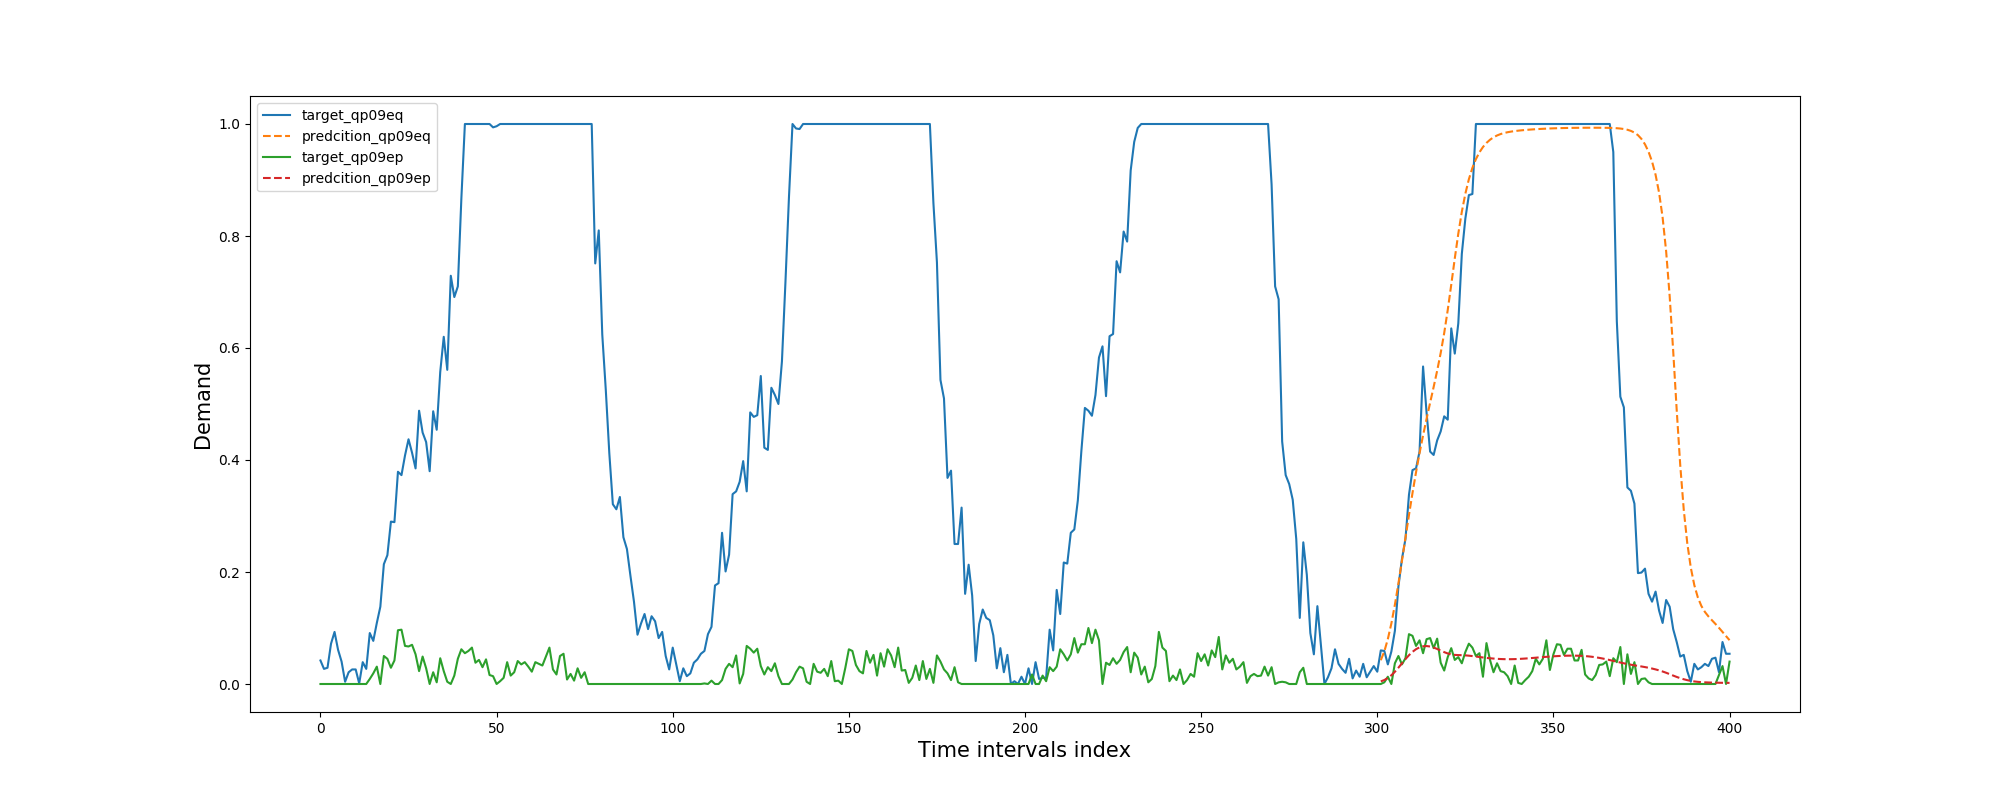 target_qp09eq
predcition_qp09eq
target_qp09ep
predcition_qp09ep
1.0
0.8
0.6
0.4
0.2
0.0
Demand
0 50 100 150 200 250 300 350 400
Time intervals index